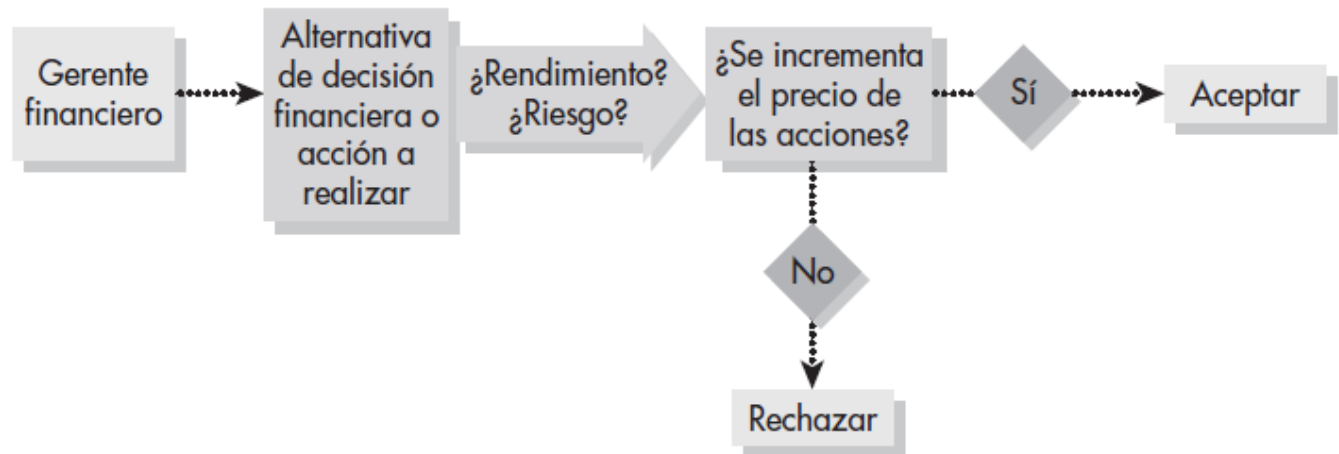 Gerente
financiero
Alternativa
de decisión
financiera o
acción a
realizar
¿Rendimiento?
¿Riesgo?
¿Se incrementa
el precio de
las acciones?
Sí
Aceptar
No
Rechazar